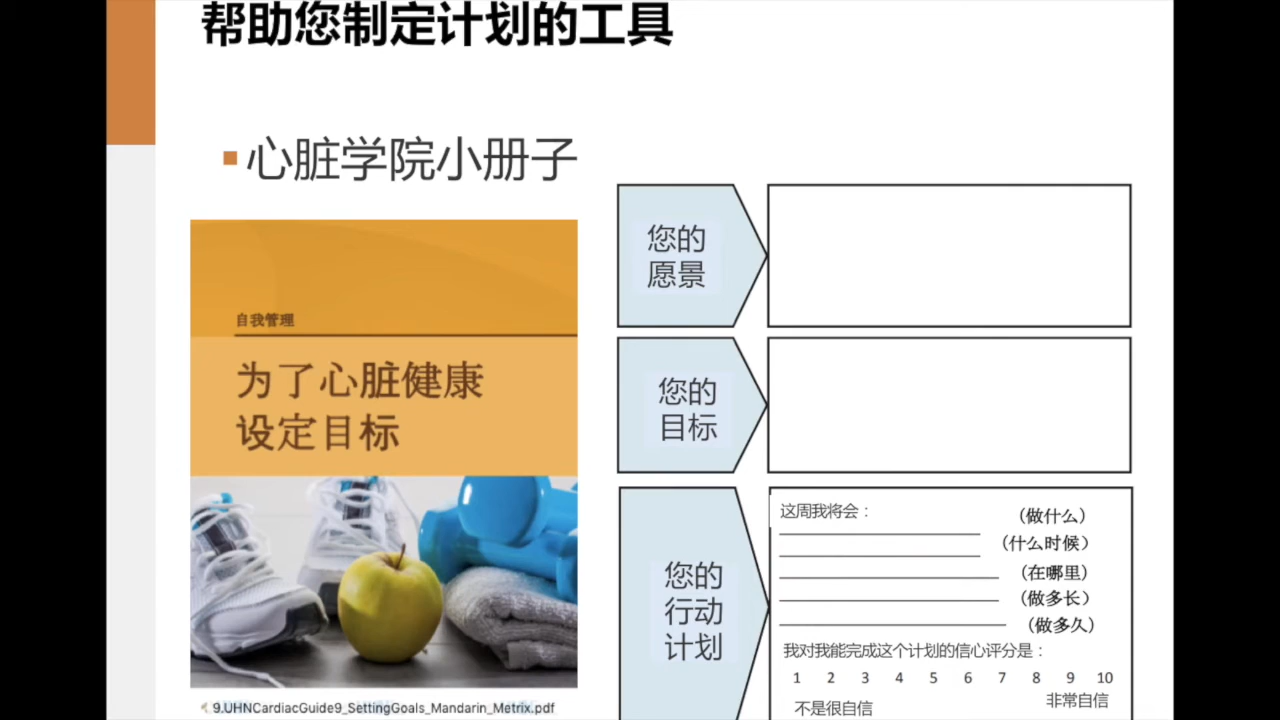 帮助您制定计划的工具
心脏学院小册子
自我管理
为了心脏健康
设定目标
9.UHNCardiacGuide9_SettingGoals_Mandarin_Metrix.pdf
您的
愿景
您的
目标
您的
行动
计划
这周我将会：
（做什么）
（什么时候）
（在哪里）
（做多长）
（做多久）
我对我能完成这个计划的信心评分是：
1 2 3 4 5 6 7 8 9 10
不是很自信
非常自信